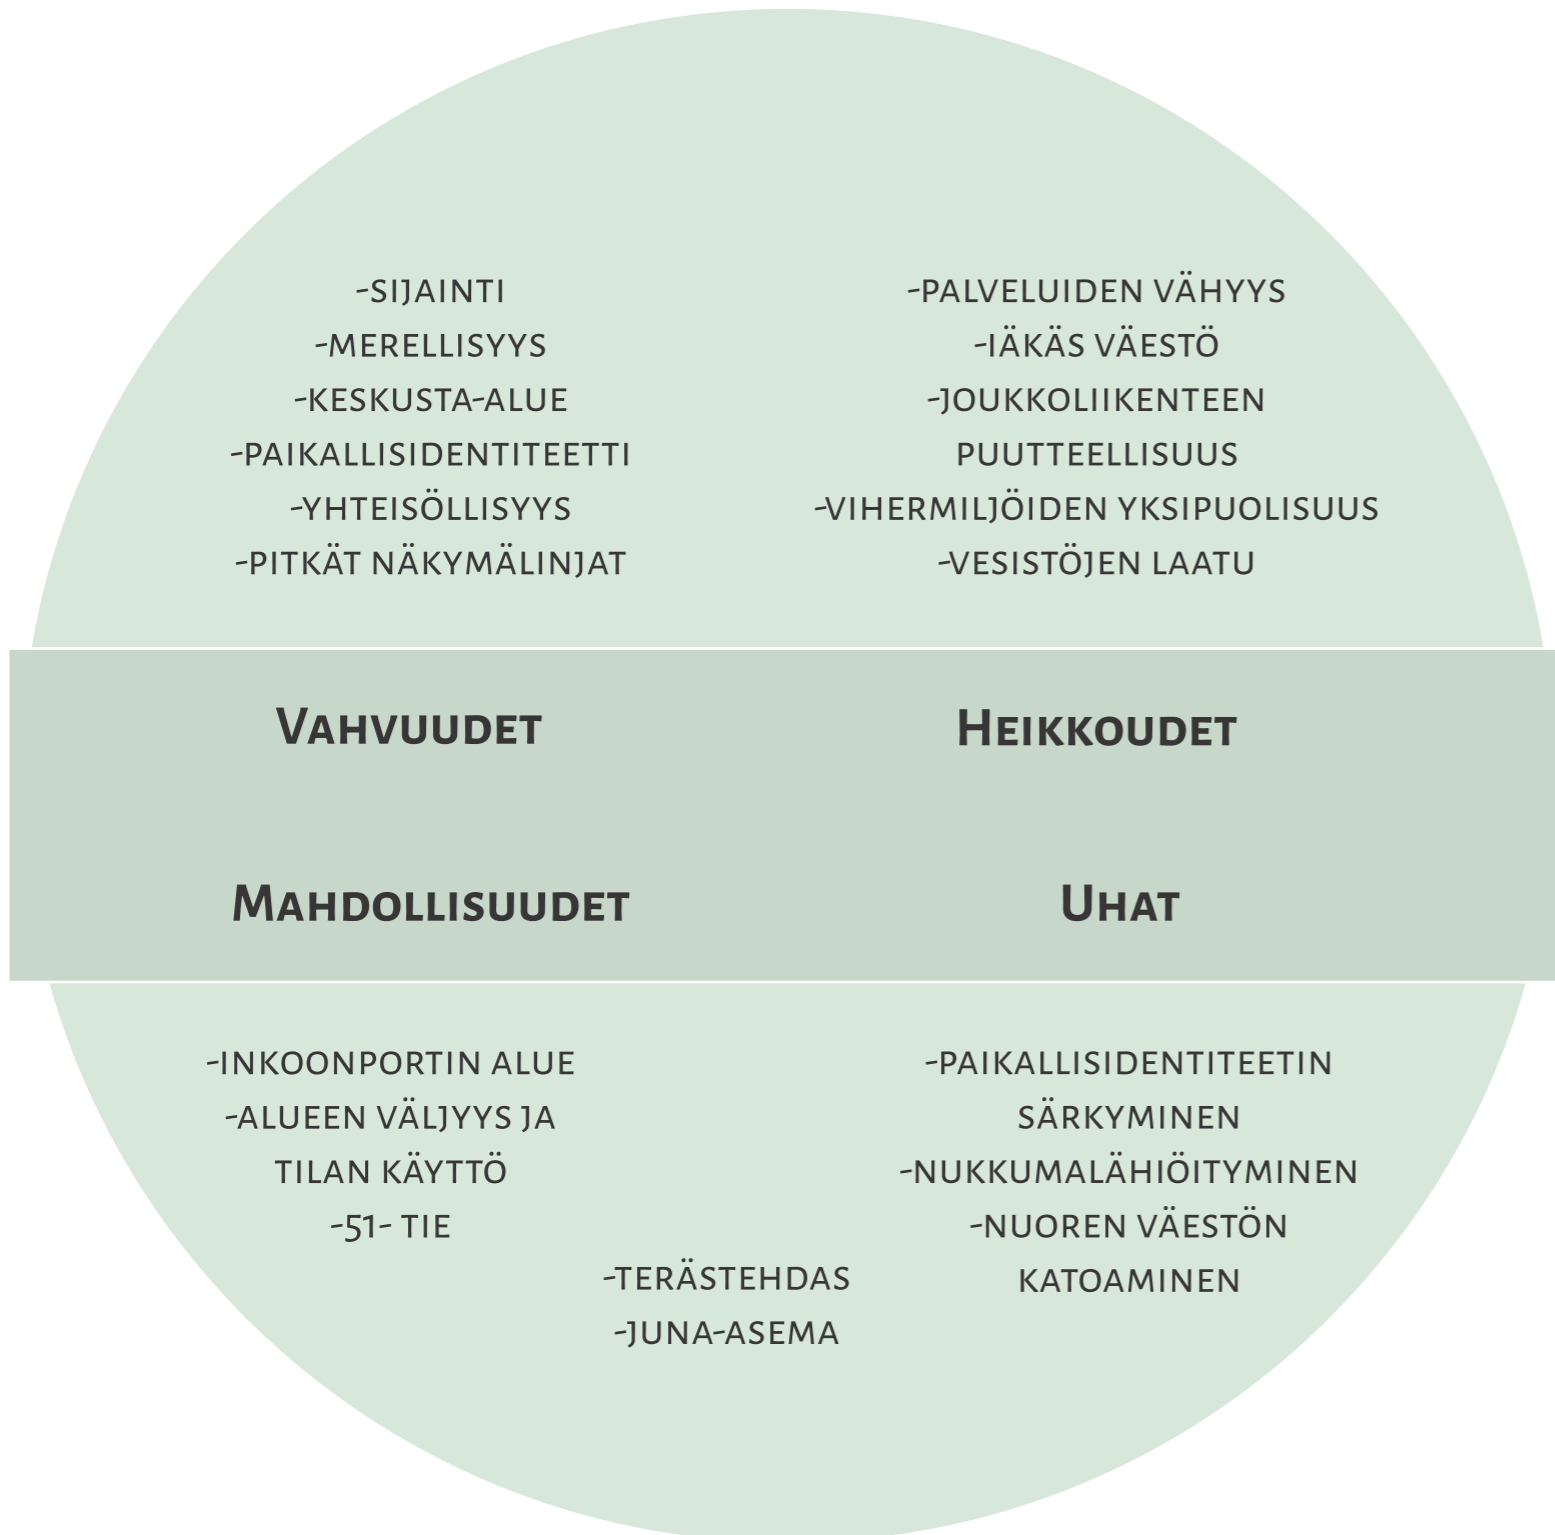 -SIJAINTI
-MERELLISYYS
-KESKUSTA-ALUE
-PAIKALLISIDENTITEETTI
-YHTEISÖLLISYYS
-PITKÄT NÄKYMÄLINJAT
-PALVELUIDEN VÄHYYS
-IÄKÄS VÄESTÖ
-JOUKKOLIIKENTEEN
PUUTTEELLISUUS
-VIHERMILJÖIDEN YKSIPUOLISUUS
-VESISTÖJEN LAATU
VAHVUUDET
HEIKKOUDET
MAHDOLLISUUDET
UHAT
-INKOONPORTIN ALUE
-ALUEEN VÄLJYYS JA
TILAN KÄYTTÖ
-51- TIE
-TERÄSTEHDAS
-JUNA-ASEMA
-PAIKALLISIDENTITEETIN
SÄRKYMINEN
-NUKKUMALÄHIÖITYMINEN
-NUOREN VÄESTÖN
KATOAMINEN